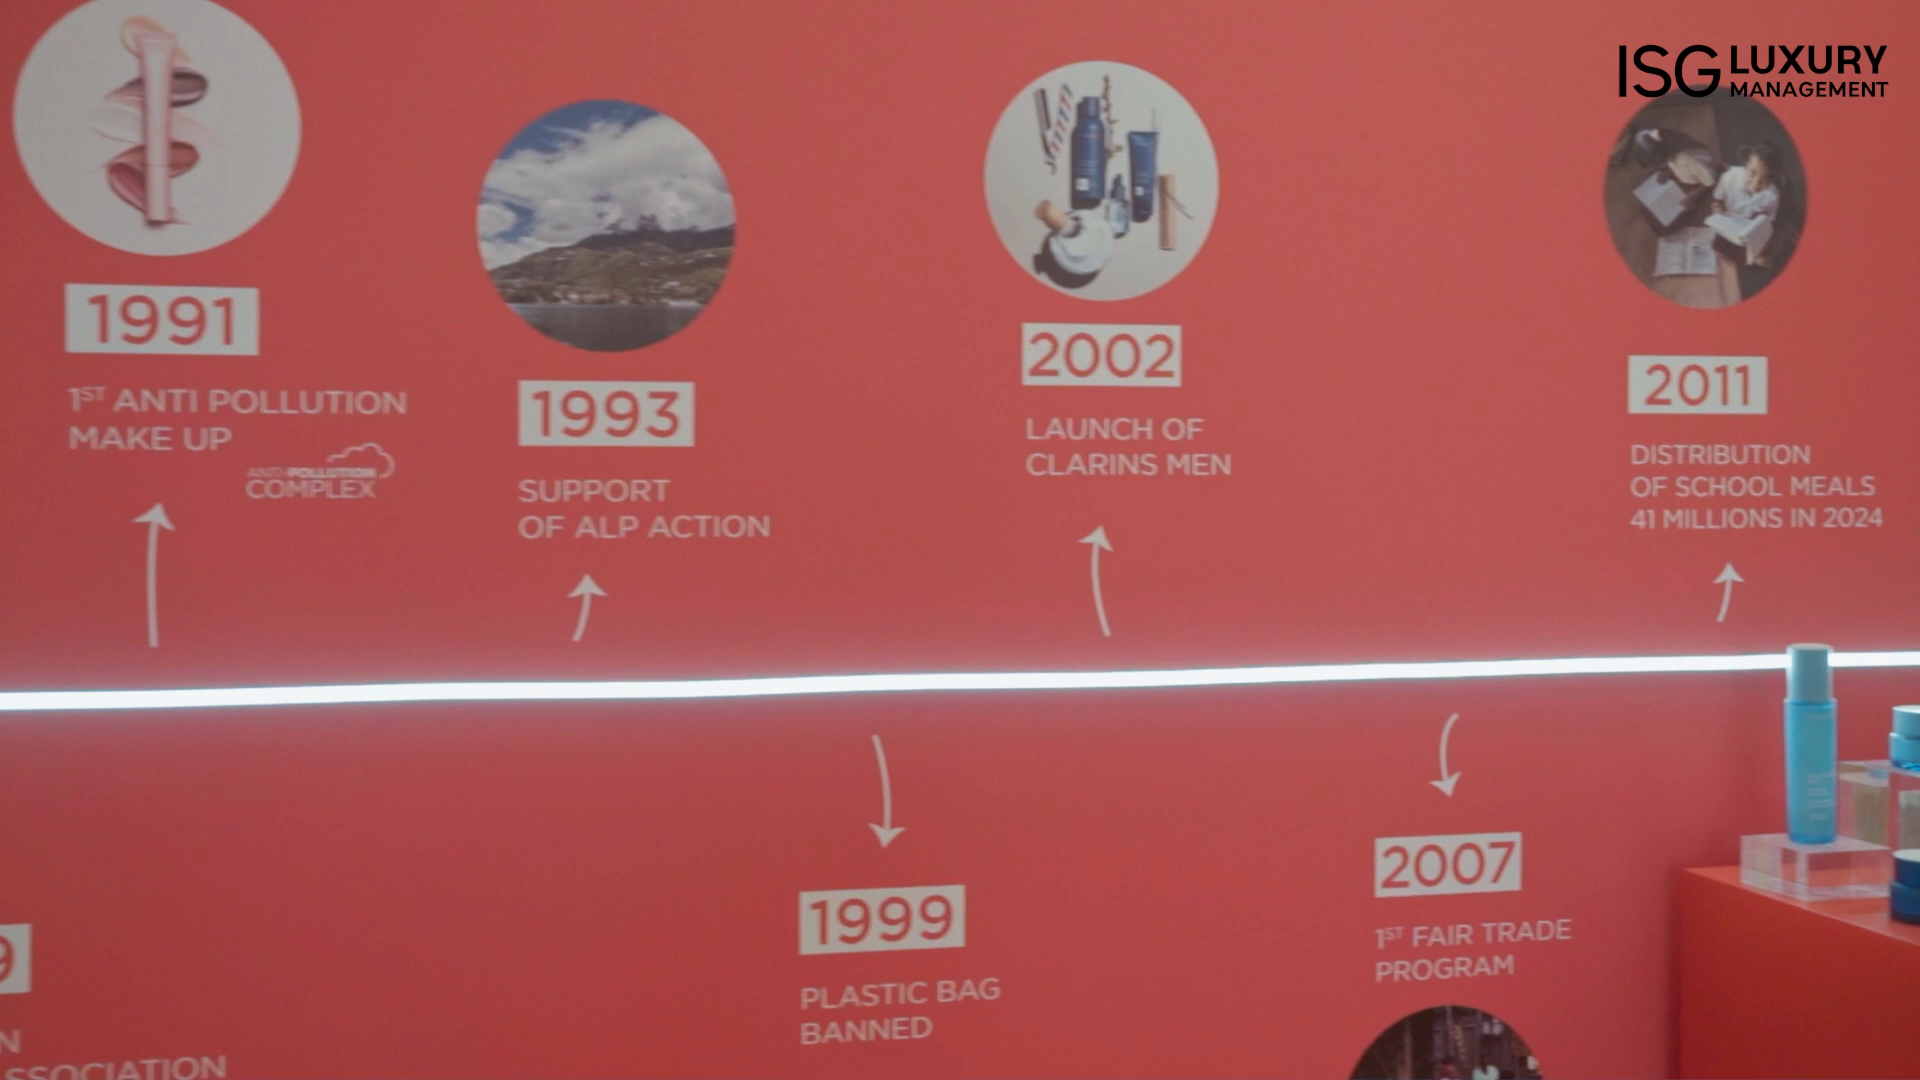 ISG LUXURY
MANAGEMENT
1991
1ST ANTI POLLUTION
MAKE UP
ANTI-POLLUTION
COMPLEX
1993
SUPPORT
OF ALP ACTION
2002
LAUNCH OF
CLARINS MEN
2011
DISTRIBUTION
OF SCHOOL MEALS
41 MILLIONS IN 2024
9
N
SSOCIATION
1999
PLASTIC BAG
BANNED
2007
1ST FAIR TRADE
PROGRAM